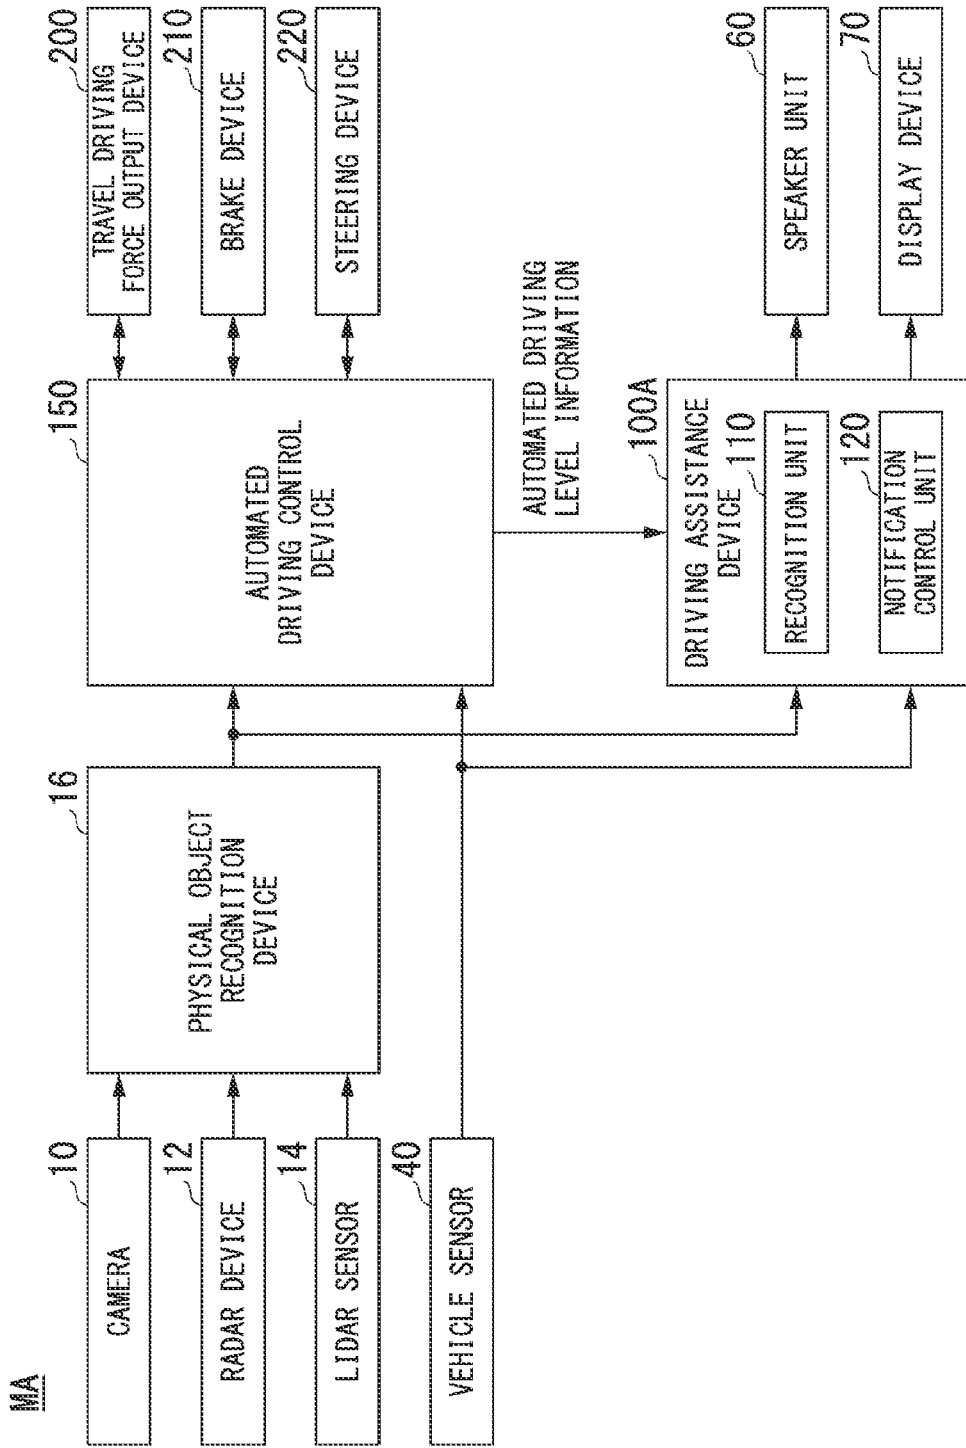 MA
10
CAMERA
12
RADAR DEVICE
14
LIDAR SENSOR
40
VEHICLE SENSOR
16
PHYSICAL OBJECT
RECOGNITION
DEVICE
150
AUTOMATED
DRIVING CONTROL
DEVICE
200
TRAVEL DRIVING
FORCE OUTPUT DEVICE
210
BRAKE DEVICE
220
STEERING DEVICE
AUTOMATED DRIVING
LEVEL INFORMATION
100A
DRIVING ASSISTANCE
DEVICE
110
RECOGNITION UNIT
120
NOTIFICATION
CONTROL UNIT
60
SPEAKER UNIT
70
DISPLAY DEVICE